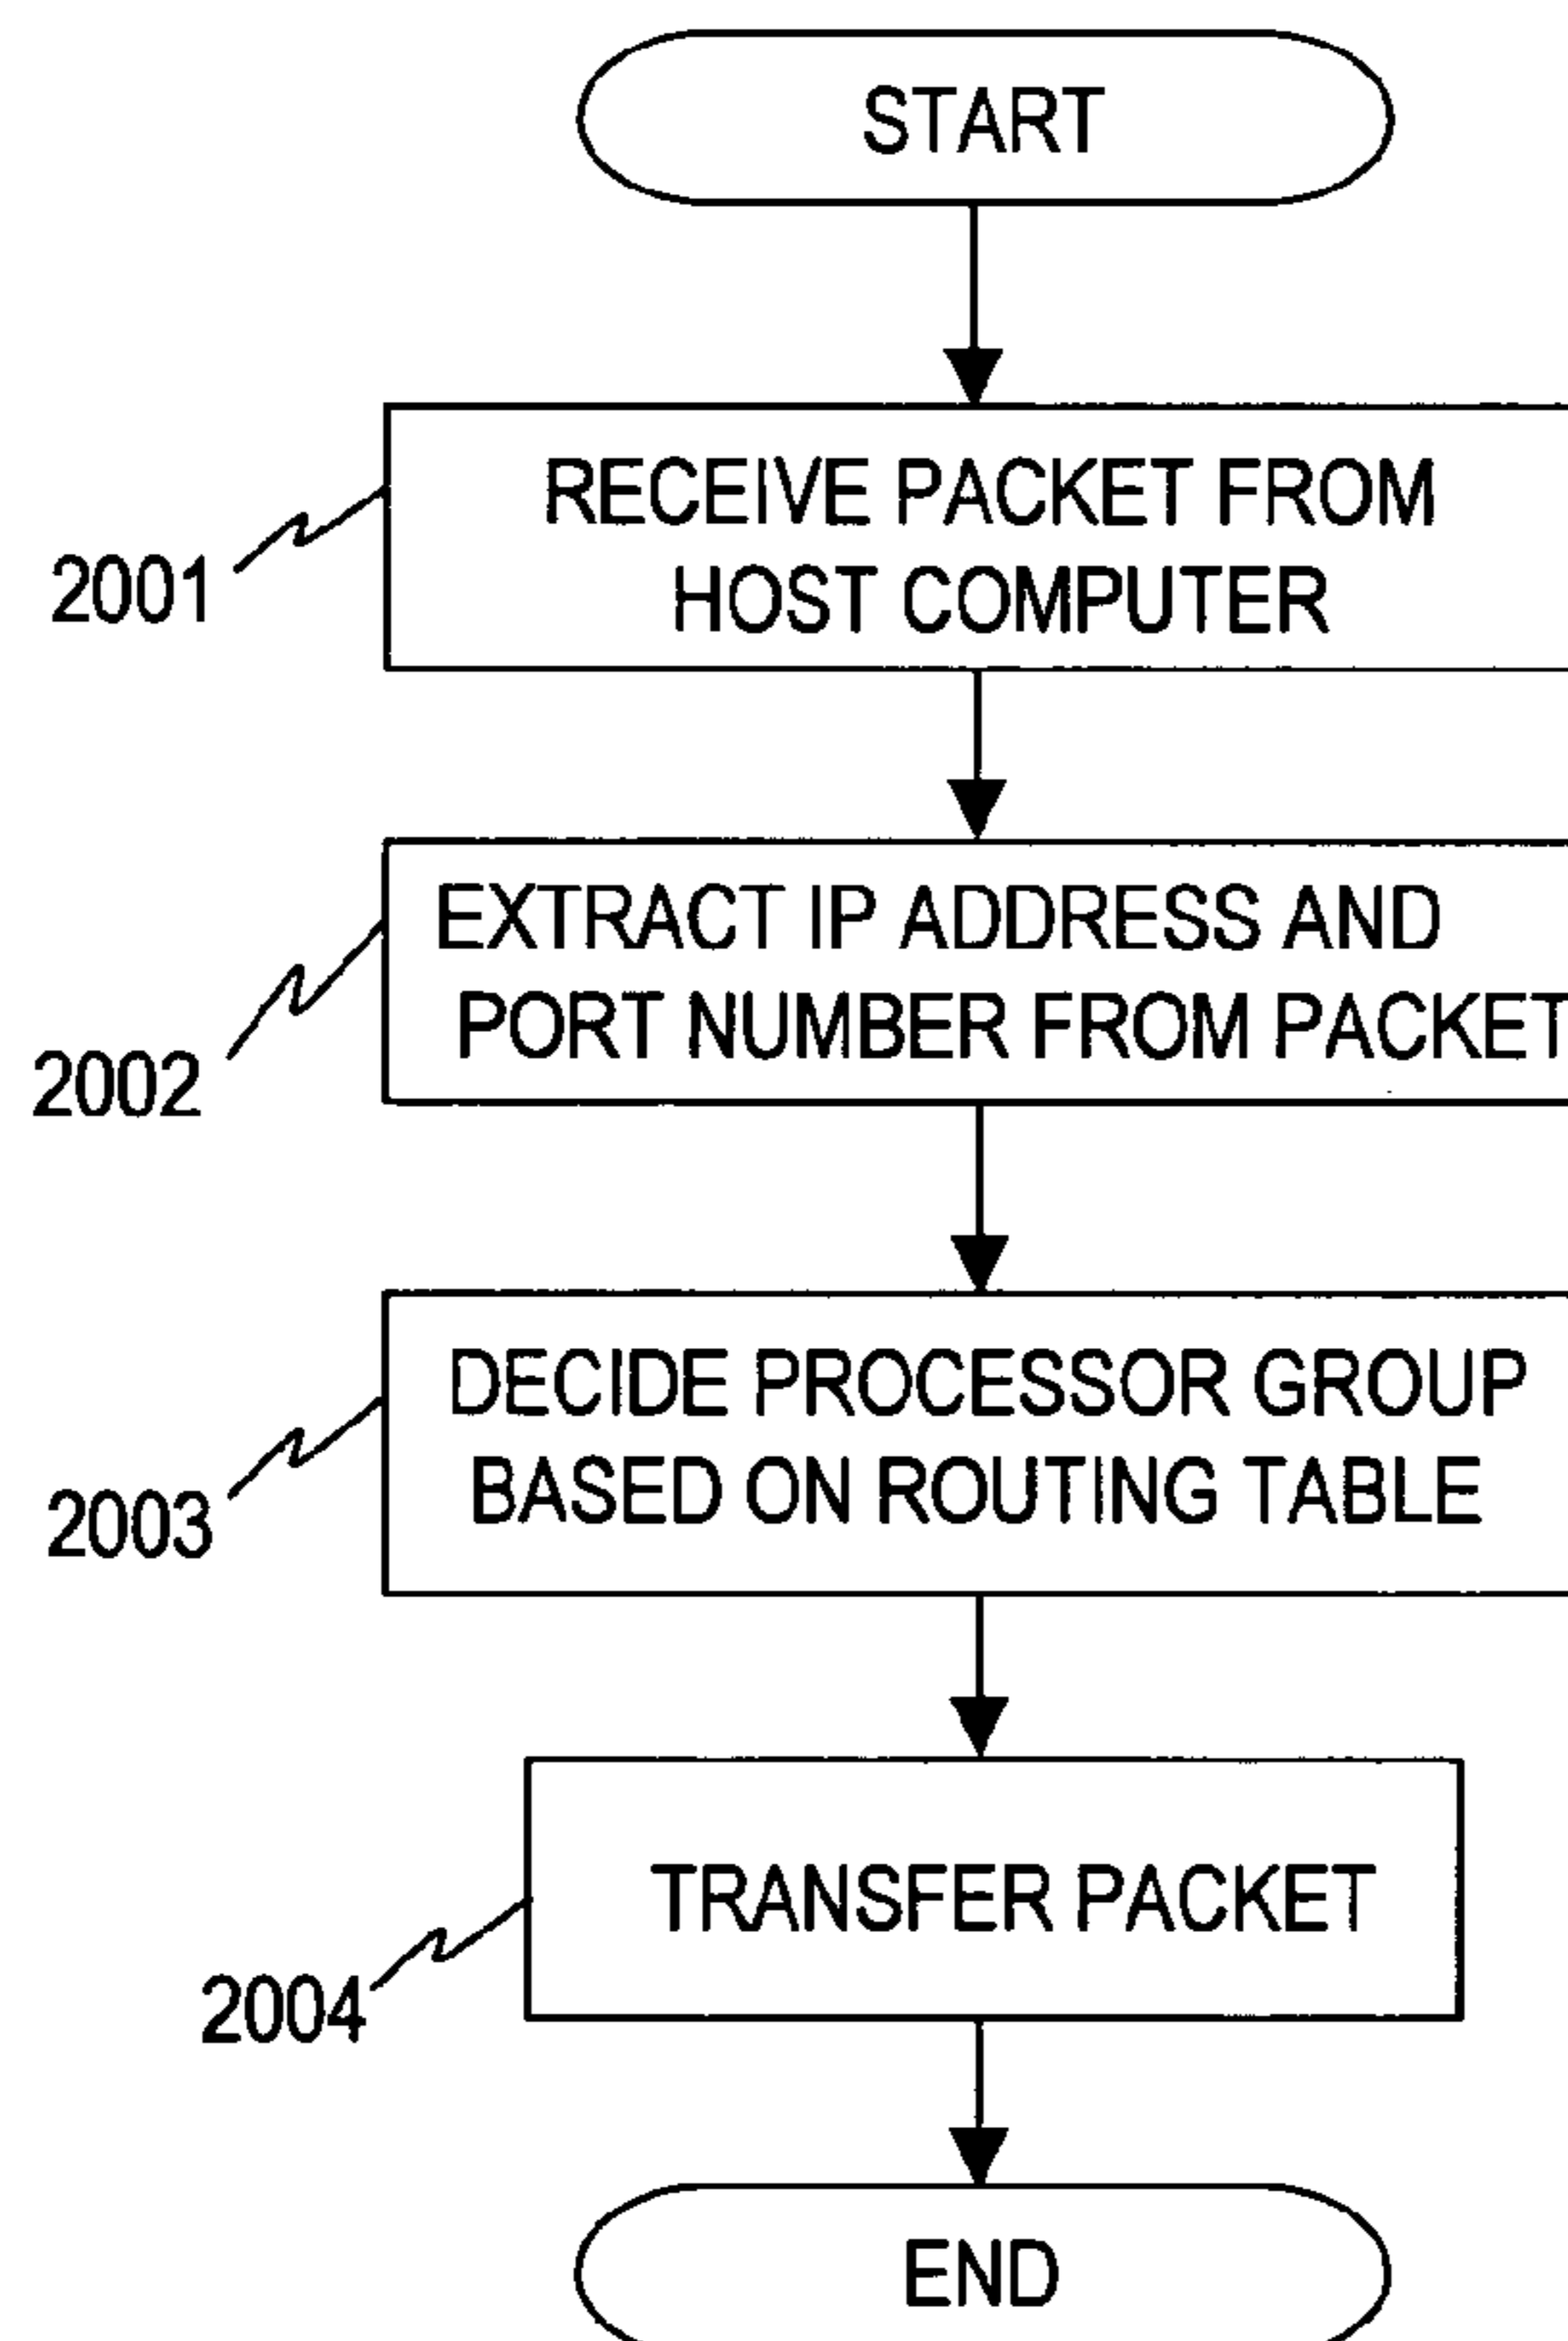 START
RECEIVE PACKET FROM
HOST COMPUTER
2001
EXTRACT IP ADDRESS AND
PORT NUMBER FROM PACKET
2002
DECIDE PROCESSOR GROUP
BASED ON ROUTING TABLE
2003
TRANSFER PACKET
2004
END